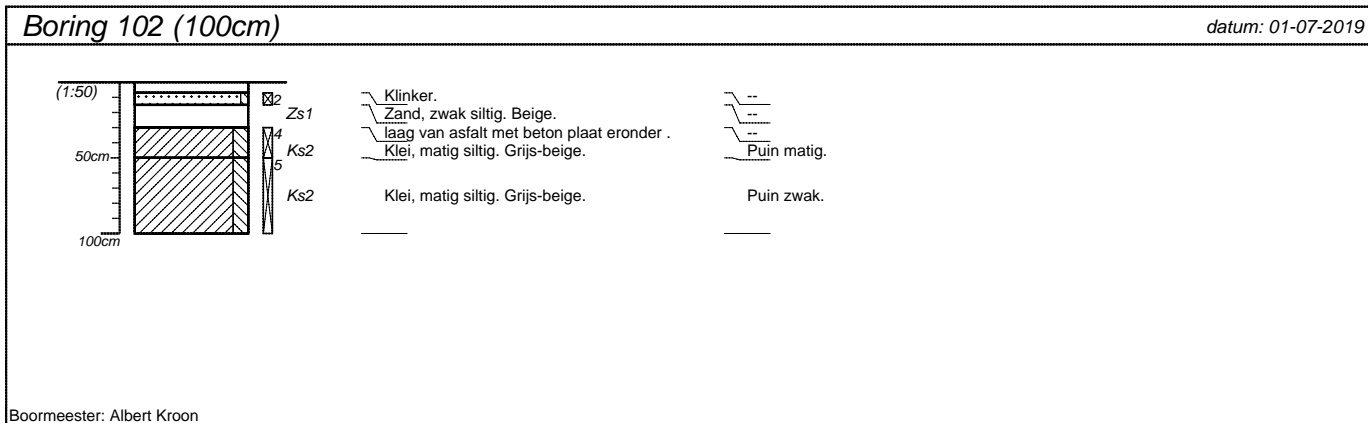 Boring 102 (100cm) datum: 01-07-2019
(1:50) 2 Klinker. --
Zs1 Zand, zwak siltig. Beige. --
4 laag van asfalt met beton plaat eronder . --
50cm Ks2 Klei, matig siltig. Grijs-beige. Puin matig.
5
Ks2 Klei, matig siltig. Grijs-beige. Puin zwak.
100cm
Boormeester: Albert Kroon